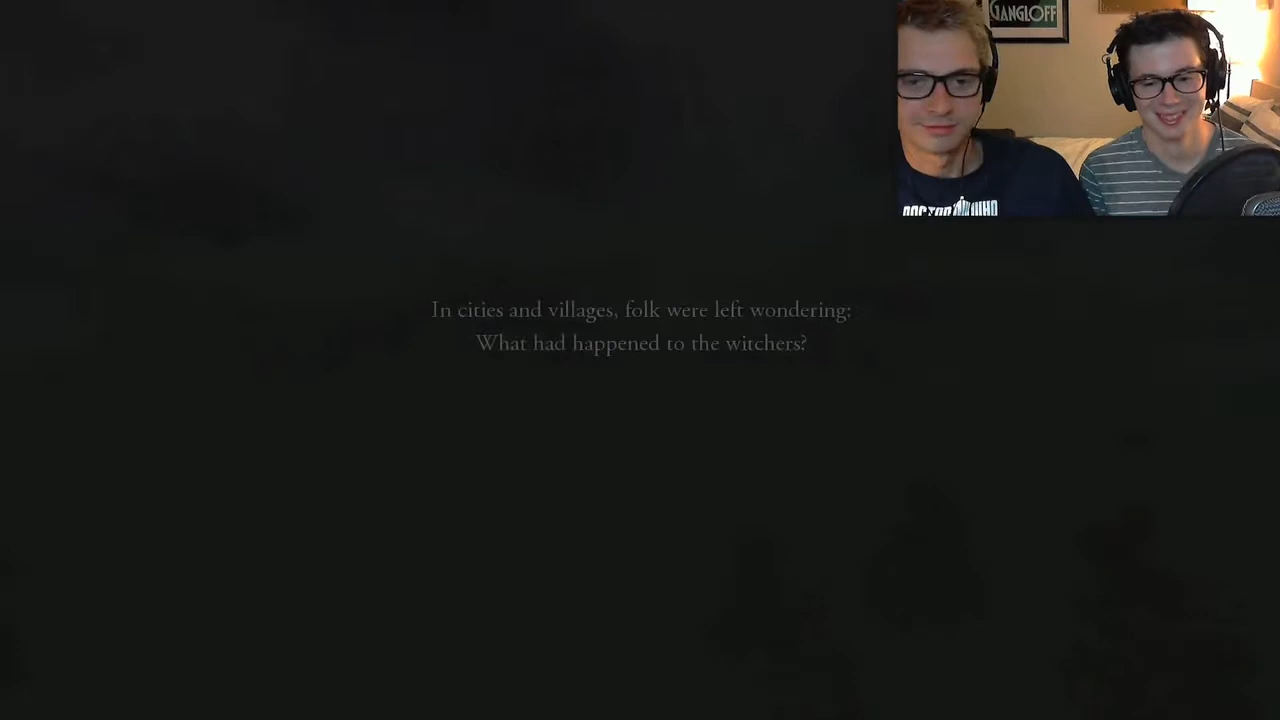 GANGLOFF
DOCTOR WHO
In cities and villages, folk were left wondering:
What had happened to the witchers?